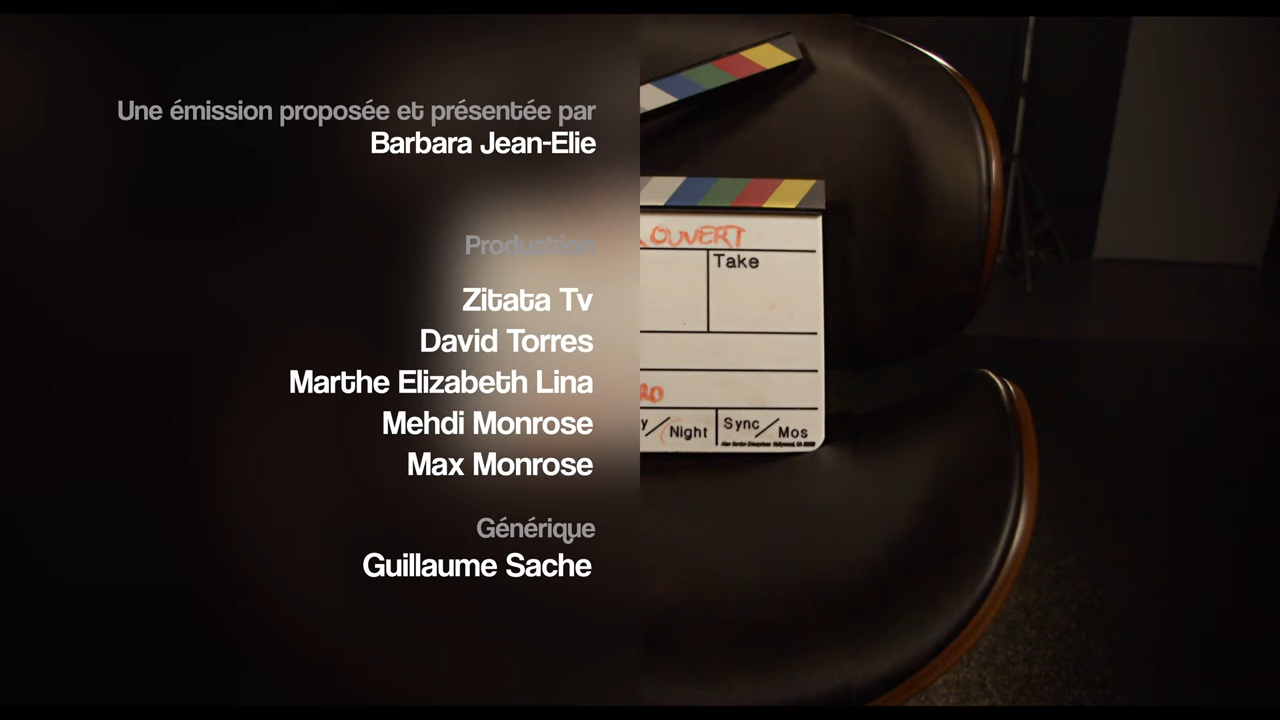 Une émission proposée et présentée par
Barbara Jean-Elie
Production
Zitata Tv
David Torres
Marthe Elizabeth Lina
Mehdi Monrose
Max Monrose
Générique
Guillaume Sache
OUVERT
Take
Night
Sync
Mos